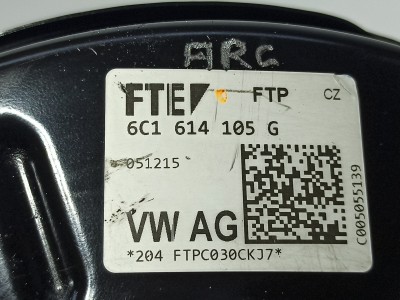 ARC
FTE FTP CZ
6C1 614 105 G
051215
VW AG
C005055139
*204 FTPC030CKJ7*